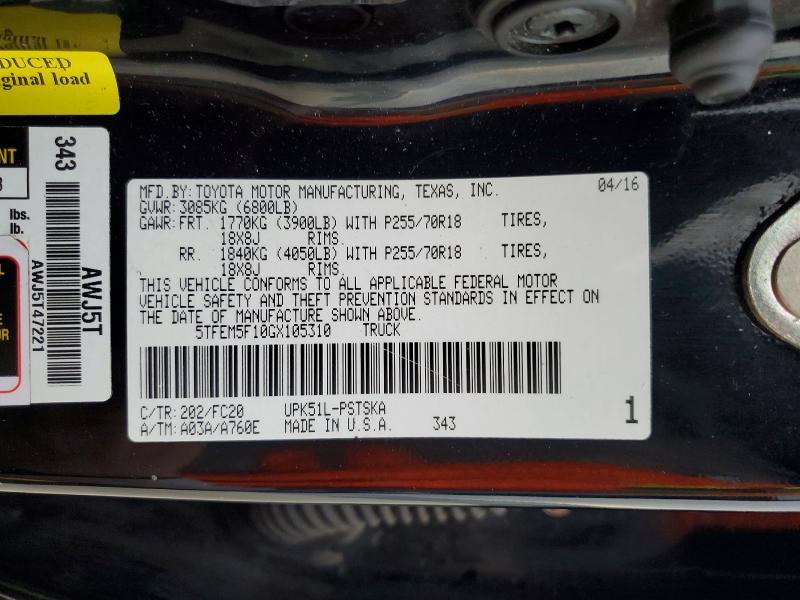 DUCED
ginal load
NT
lbs.
lb.
343
AWJ5T
AWJ5T47221
MFD.BY:TOYOTA MOTOR MANUFACTURING, TEXAS, INC. 04/16
GVWR:3085KG (6800LB)
GAWR:FRT. 1770KG (3900LB) WITH P255/70R18 TIRES,
18X8J RIMS.
RR. 1840KG (4050LB) WITH P255/70R18 TIRES,
18X8J RIMS.
THIS VEHICLE CONFORMS TO ALL APPLICABLE FEDERAL MOTOR
VEHICLE SAFETY AND THEFT PREVENTION STANDARDS IN EFFECT ON
THE DATE OF MANUFACTURE SHOWN ABOVE.
5TFEM5F10GX105310 TRUCK
C/TR:202/FC20 UPK51L-PSTSKA
A/TM:A03A/A760E MADE IN U.S.A. 343 1